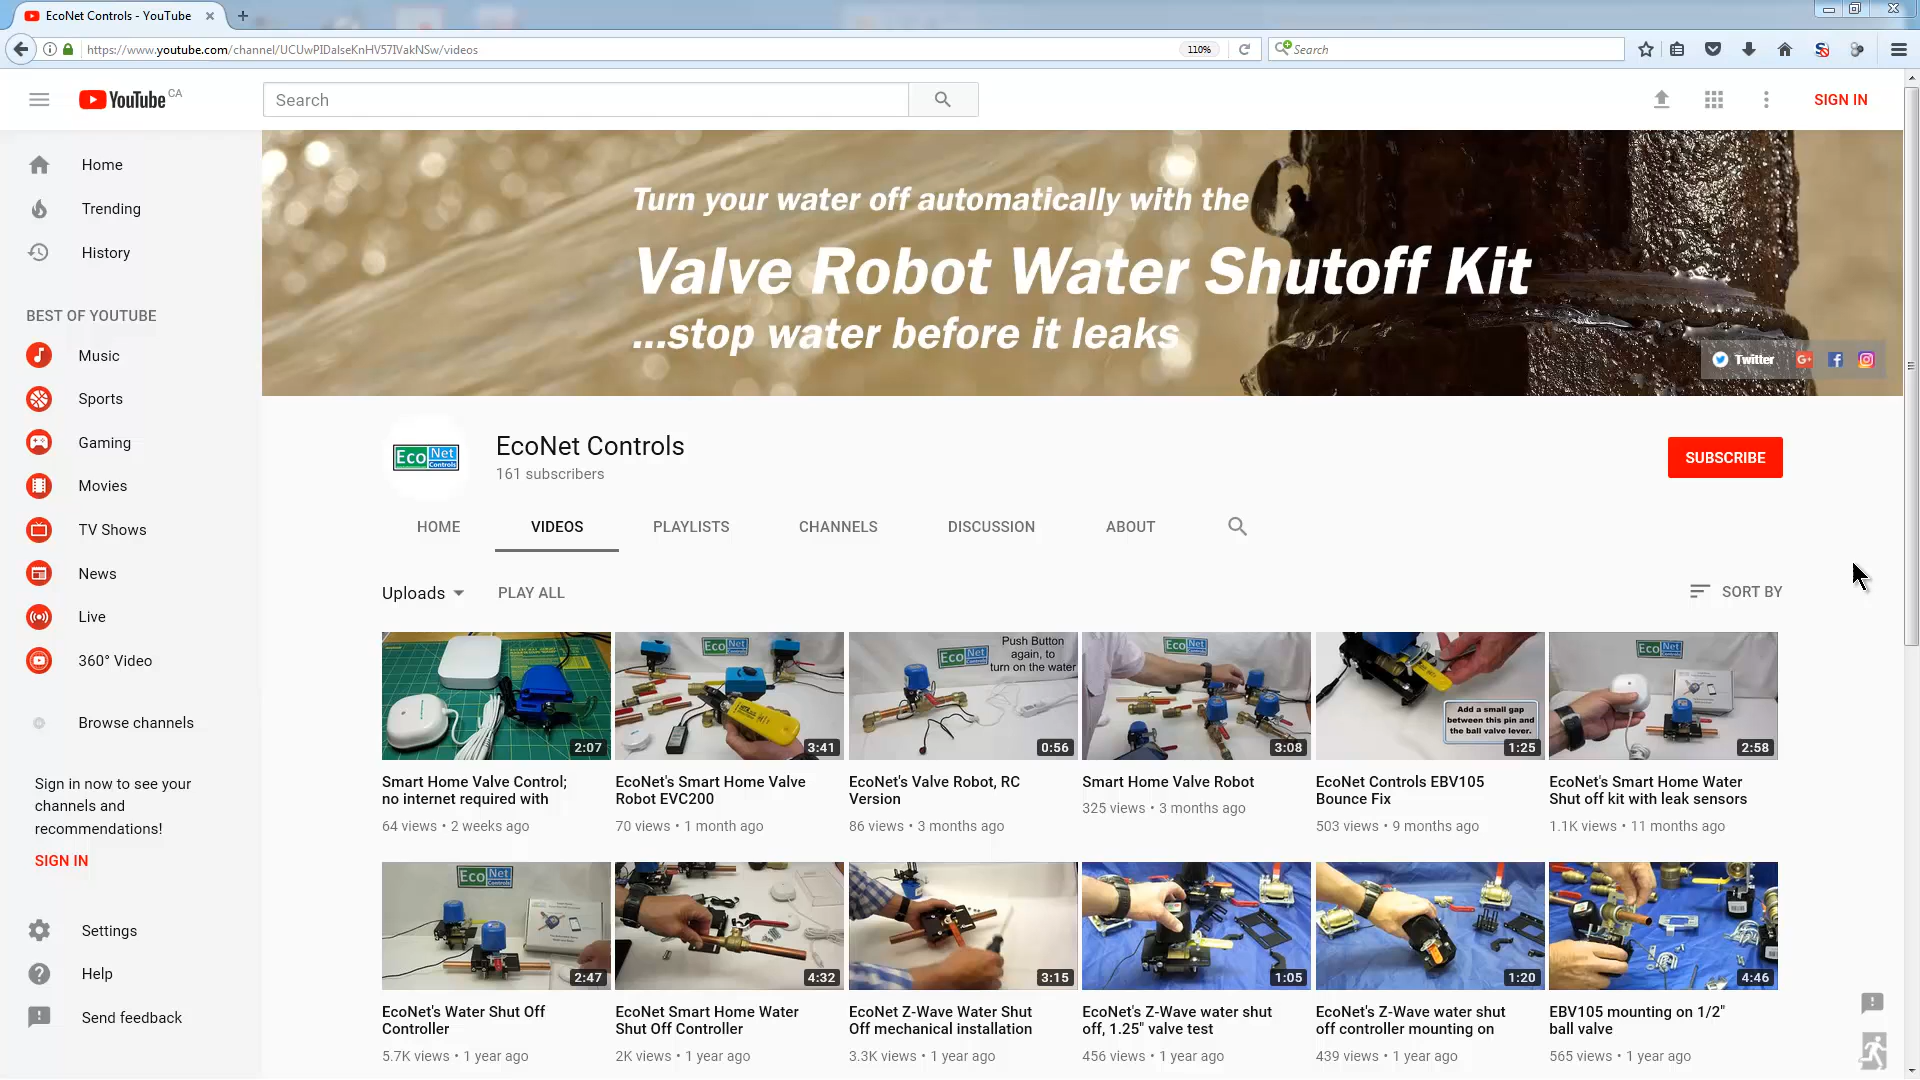 EcoNet Controls - YouTube
https://www.youtube.com/channel/UCUwPIDalseKnHV57IVakNSw/videos
110%
Search
YouTube CA
Search
SIGN IN
Home
Trending
History
BEST OF YOUTUBE
Music
Sports
Gaming
Movies
TV Shows
News
Live
360° Video
Browse channels
Sign in now to see your
channels and
recommendations!
SIGN IN
Settings
Help
Send feedback
Turn your water off automatically with the
Valve Robot Water Shutoff Kit
...stop water before it leaks
Twitter
Eco Net Controls
EcoNet Controls
161 subscribers
SUBSCRIBE
HOME VIDEOS PLAYLISTS CHANNELS DISCUSSION ABOUT
Uploads PLAY ALL
SORT BY
2:07
Smart Home Valve Control;
no internet required with
64 views • 2 weeks ago
Eco Net
3:41
EcoNet's Smart Home Valve
Robot EVC200
70 views • 1 month ago
Eco Net
Push Button
again, to
turn on the water
0:56
EcoNet's Valve Robot, RC
Version
86 views • 3 months ago
Eco Net
3:08
Smart Home Valve Robot
325 views • 3 months ago
Add a small gap
between this pin and
the ball valve lever.
1:25
EcoNet Controls EBV105
Bounce Fix
503 views • 9 months ago
Eco Net
2:58
EcoNet's Smart Home Water
Shut off kit with leak sensors
1.1K views • 11 months ago
Eco Net
2:47
EcoNet's Water Shut Off
Controller
5.7K views • 1 year ago
4:32
EcoNet Smart Home Water
Shut Off Controller
2K views • 1 year ago
3:15
EcoNet Z-Wave Water Shut
Off mechanical installation
3.3K views • 1 year ago
1:05
EcoNet's Z-Wave water shut
off, 1.25" valve test
456 views • 1 year ago
1:20
EcoNet's Z-Wave water shut
off controller mounting on
439 views • 1 year ago
4:46
EBV105 mounting on 1/2"
ball valve
565 views • 1 year ago